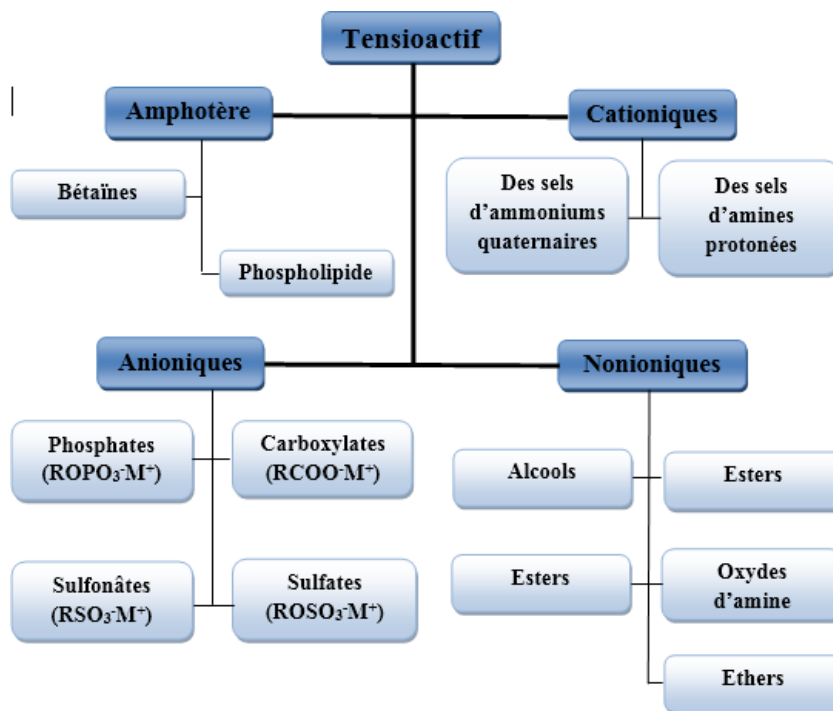 Tensioactif
Amphotère
Cationiques
Bétaïnes
Phospholipide
Des sels
d'ammoniums
quaternaires
Des sels
d'amines
protonées
Anioniques
Nonioniques
Phosphates
(ROPO₃⁻M⁺)
Carboxylates
(RCOO⁻M⁺)
Sulfonâtes
(RSO₃⁻M⁺)
Sulfates
(ROSO₃⁻M⁺)
Alcools
Esters
Esters
Oxydes
d'amine
Ethers